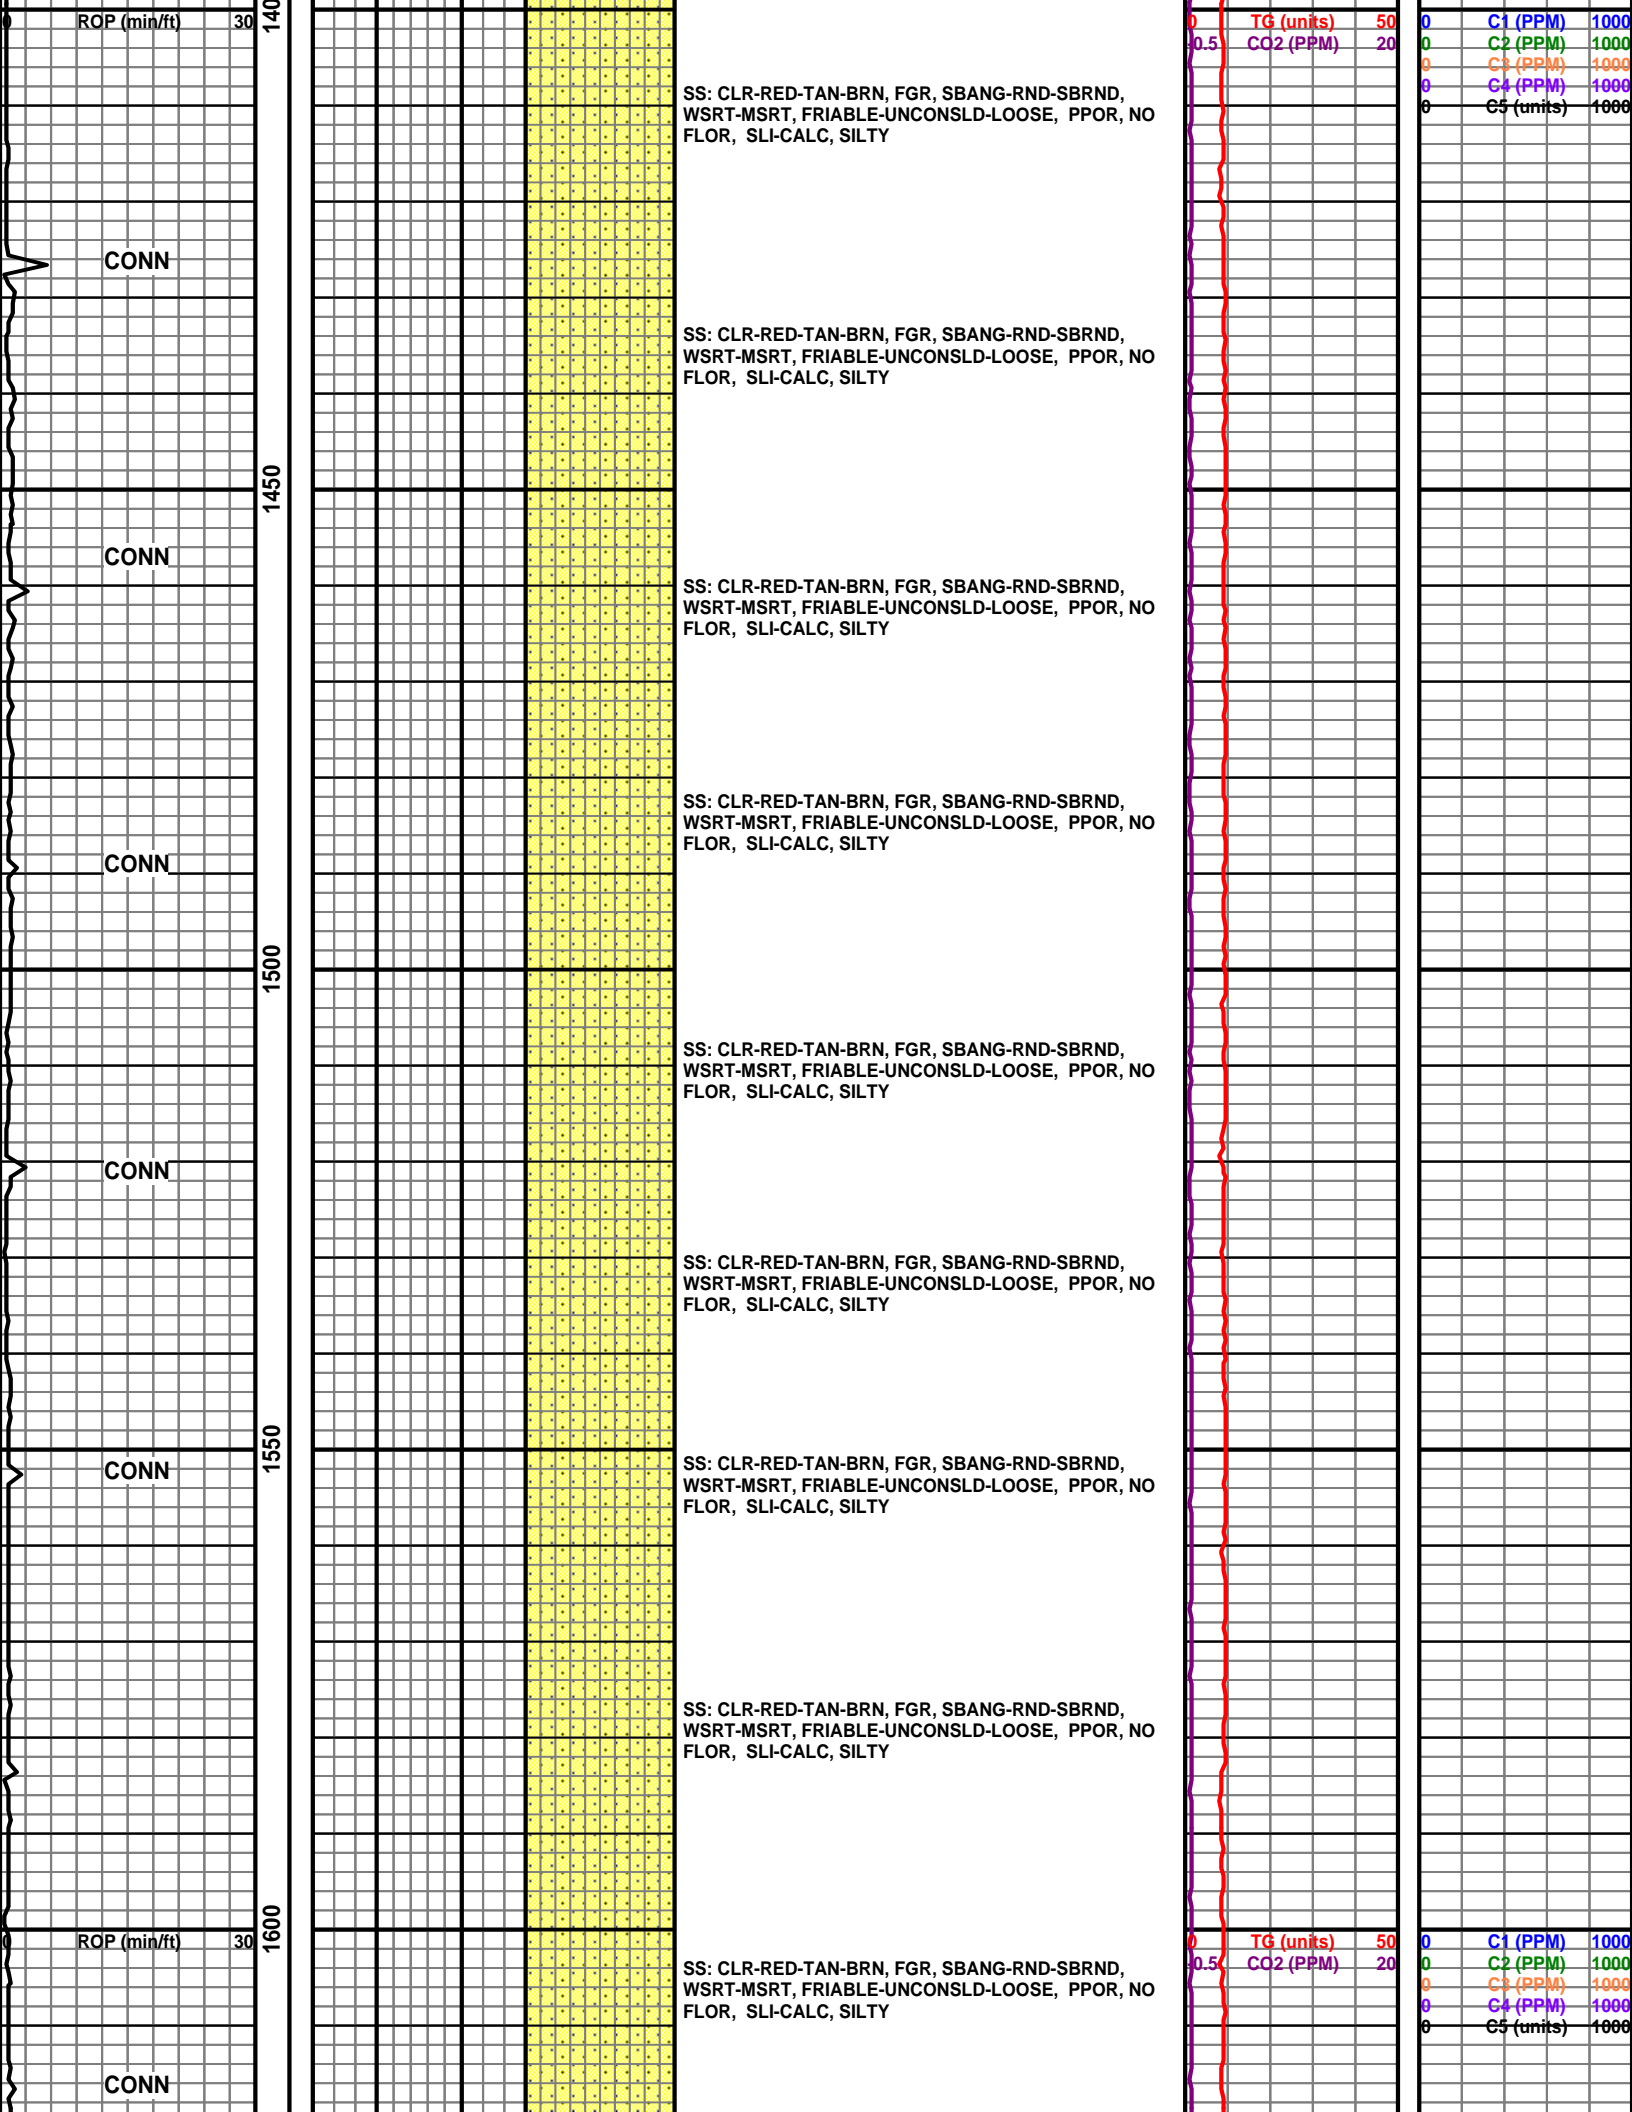 140
0 ROP (min/ft) 30
0 TG (units) 50
0.5 CO2 (PPM) 20
0 C1 (PPM) 1000
0 C2 (PPM) 1000
0 C3 (PPM) 1000
0 C4 (PPM) 1000
0 C5 (units) 1000
SS: CLR-RED-TAN-BRN, FGR, SBANG-RND-SBRND,
WSRT-MSRT, FRIABLE-UNCONSLD-LOOSE, PPOR, NO
FLOR, SLI-CALC, SILTY
CONN
SS: CLR-RED-TAN-BRN, FGR, SBANG-RND-SBRND,
WSRT-MSRT, FRIABLE-UNCONSLD-LOOSE, PPOR, NO
FLOR, SLI-CALC, SILTY
1450
CONN
SS: CLR-RED-TAN-BRN, FGR, SBANG-RND-SBRND,
WSRT-MSRT, FRIABLE-UNCONSLD-LOOSE, PPOR, NO
FLOR, SLI-CALC, SILTY
SS: CLR-RED-TAN-BRN, FGR, SBANG-RND-SBRND,
WSRT-MSRT, FRIABLE-UNCONSLD-LOOSE, PPOR, NO
FLOR, SLI-CALC, SILTY
CONN
1500
SS: CLR-RED-TAN-BRN, FGR, SBANG-RND-SBRND,
WSRT-MSRT, FRIABLE-UNCONSLD-LOOSE, PPOR, NO
FLOR, SLI-CALC, SILTY
CONN
SS: CLR-RED-TAN-BRN, FGR, SBANG-RND-SBRND,
WSRT-MSRT, FRIABLE-UNCONSLD-LOOSE, PPOR, NO
FLOR, SLI-CALC, SILTY
1550
CONN
SS: CLR-RED-TAN-BRN, FGR, SBANG-RND-SBRND,
WSRT-MSRT, FRIABLE-UNCONSLD-LOOSE, PPOR, NO
FLOR, SLI-CALC, SILTY
SS: CLR-RED-TAN-BRN, FGR, SBANG-RND-SBRND,
WSRT-MSRT, FRIABLE-UNCONSLD-LOOSE, PPOR, NO
FLOR, SLI-CALC, SILTY
1600
0 ROP (min/ft) 30
0 TG (units) 50
0.5 CO2 (PPM) 20
0 C1 (PPM) 1000
0 C2 (PPM) 1000
0 C3 (PPM) 1000
0 C4 (PPM) 1000
0 C5 (units) 1000
SS: CLR-RED-TAN-BRN, FGR, SBANG-RND-SBRND,
WSRT-MSRT, FRIABLE-UNCONSLD-LOOSE, PPOR, NO
FLOR, SLI-CALC, SILTY
CONN